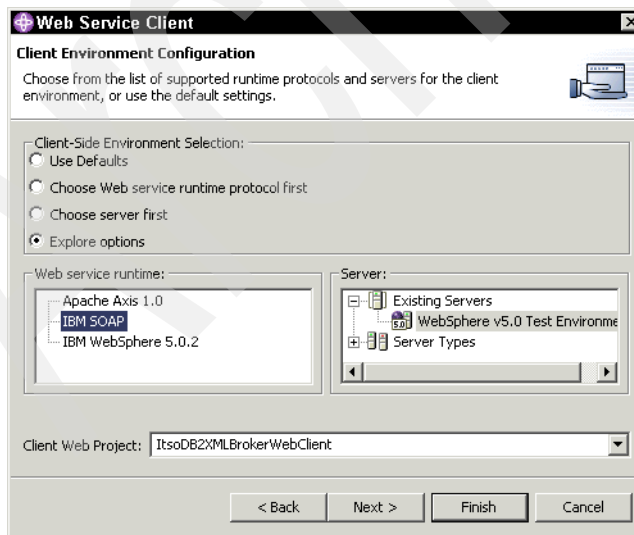 Web Service Client
Client Environment Configuration
Choose from the list of supported runtime protocols and servers for the client
environment, or use the default settings.
Client-Side Environment Selection:
Use Defaults
Choose Web service runtime protocol first
Choose server first
Explore options
Web service runtime:
Apache Axis 1.0
IBM SOAP
IBM WebSphere 5.0.2
Server:
Existing Servers
5.0 WebSphere v5.0 Test Environme
Server Types
Client Web Project: ItsoDB2XMLBrokerWebClient
< Back Next > Finish Cancel